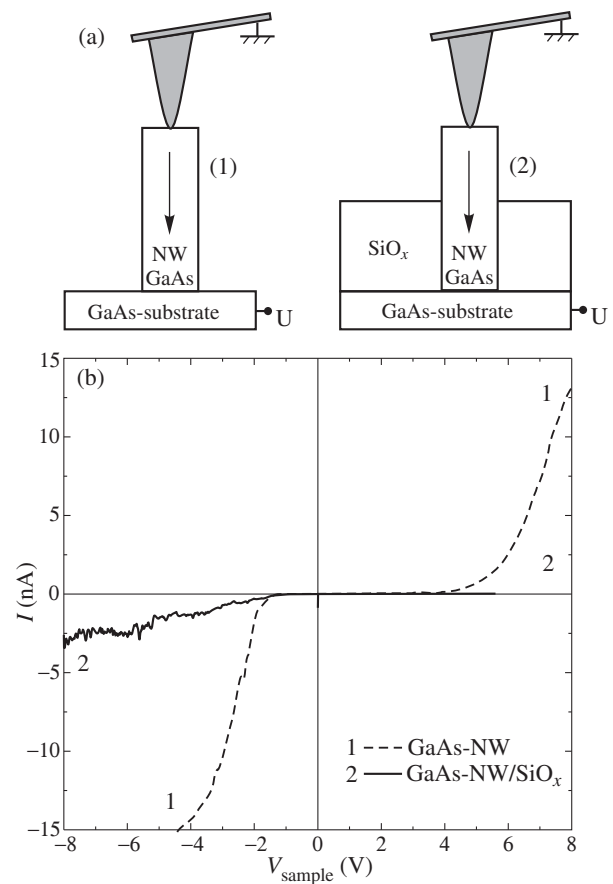 (a)
(1)
(2)
NW
GaAs
GaAs-substrate
U
SiOₓ
NW
GaAs
GaAs-substrate
U
(b)
15
10
5
0
−5
−10
−15
I (nA)
1
2
2
1
1 GaAs-NW
2 GaAs-NW/SiOₓ
−8 −6 −4 −2 0 2 4 6 8
V_sample (V)